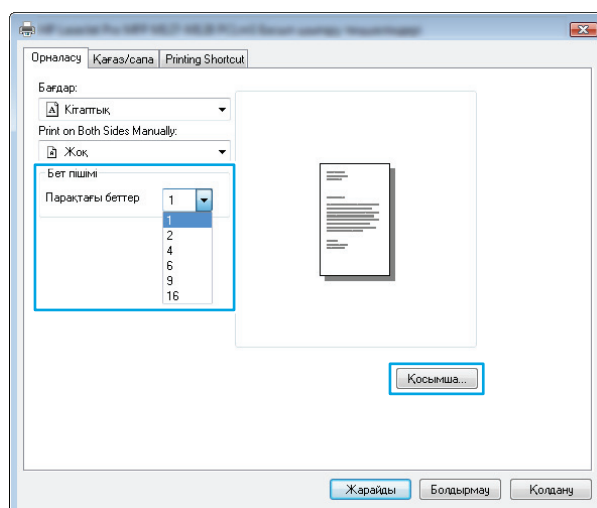 Орналасу Қағаз/сапа Printing Shortcut
Бағдар:
Кітаптық
Print on Both Sides Manually:
Жоқ
Бет пішімі
Парақтағы беттер 1
1
2
4
6
9
16
Қосымша...
Жарайды Болдырмау Қолдану